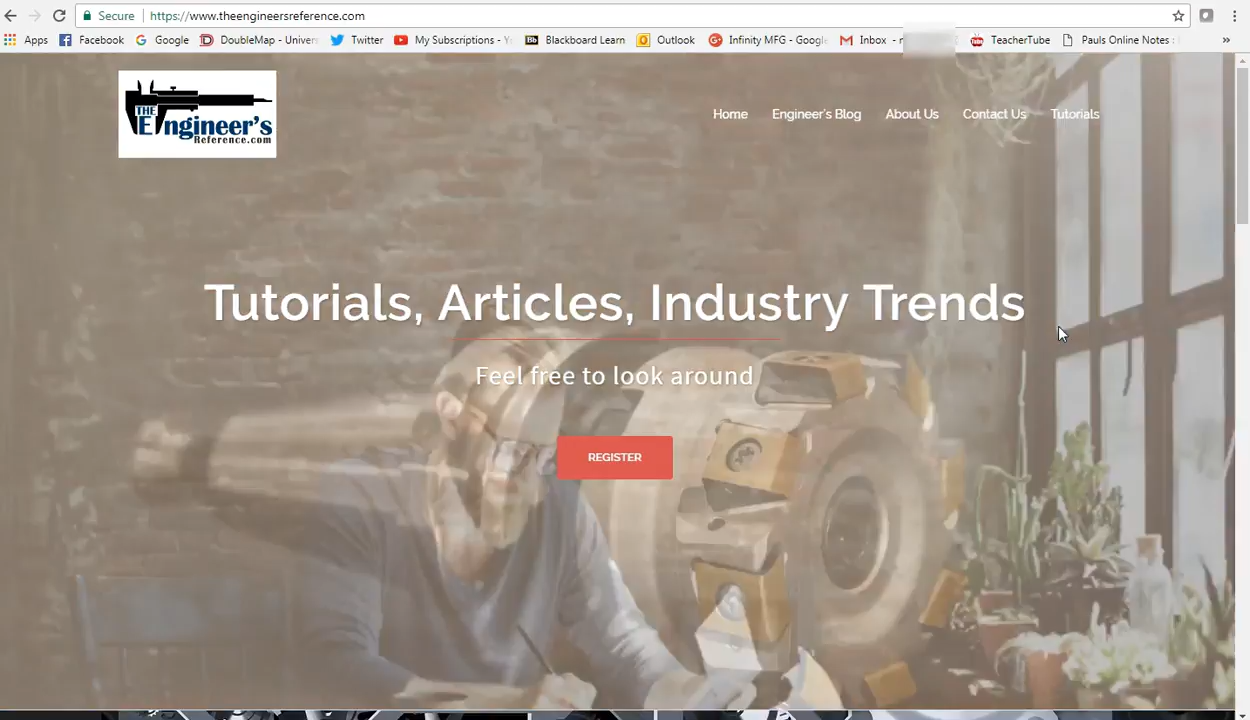 Secure https://www.theengineersreference.com
Apps Facebook Google DoubleMap - Univer Twitter My Subscriptions - Y Bb Blackboard Learn Outlook Infinity MFG - Google Inbox TeacherTube Pauls Online Notes : »
THE
Engineer's
Reference.com
Home Engineer's Blog About Us Contact Us Tutorials
Tutorials, Articles, Industry Trends
Feel free to look around
REGISTER